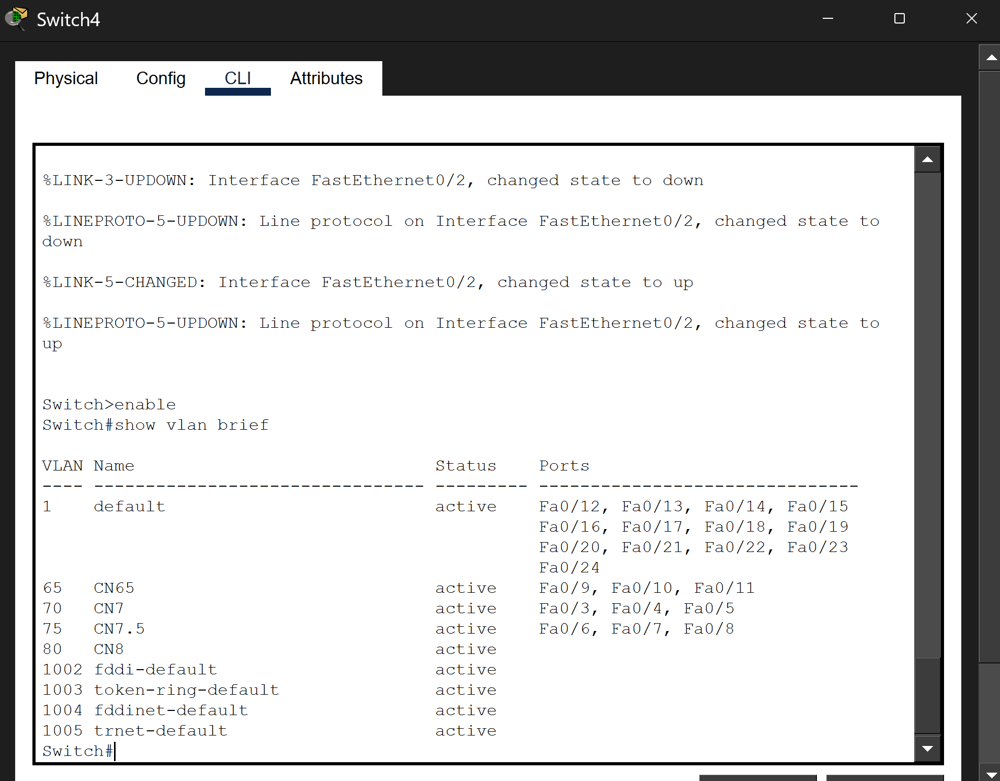 Switch4
Physical Config CLI Attributes
%LINK-3-UPDOWN: Interface FastEthernet0/2, changed state to down
%LINEPROTO-5-UPDOWN: Line protocol on Interface FastEthernet0/2, changed state to
down
%LINK-5-CHANGED: Interface FastEthernet0/2, changed state to up
%LINEPROTO-5-UPDOWN: Line protocol on Interface FastEthernet0/2, changed state to
up
Switch>enable
Switch#show vlan brief
VLAN Name                             Status    Ports
---- -------------------------------- --------- -------------------------------
1    default                          active    Fa0/12, Fa0/13, Fa0/14, Fa0/15
                                                Fa0/16, Fa0/17, Fa0/18, Fa0/19
                                                Fa0/20, Fa0/21, Fa0/22, Fa0/23
                                                Fa0/24
65   CN65                             active    Fa0/9, Fa0/10, Fa0/11
70   CN7                              active    Fa0/3, Fa0/4, Fa0/5
75   CN7.5                            active    Fa0/6, Fa0/7, Fa0/8
80   CN8                              active
1002 fddi-default                     active
1003 token-ring-default               active
1004 fddinet-default                  active
1005 trnet-default                    active
Switch#